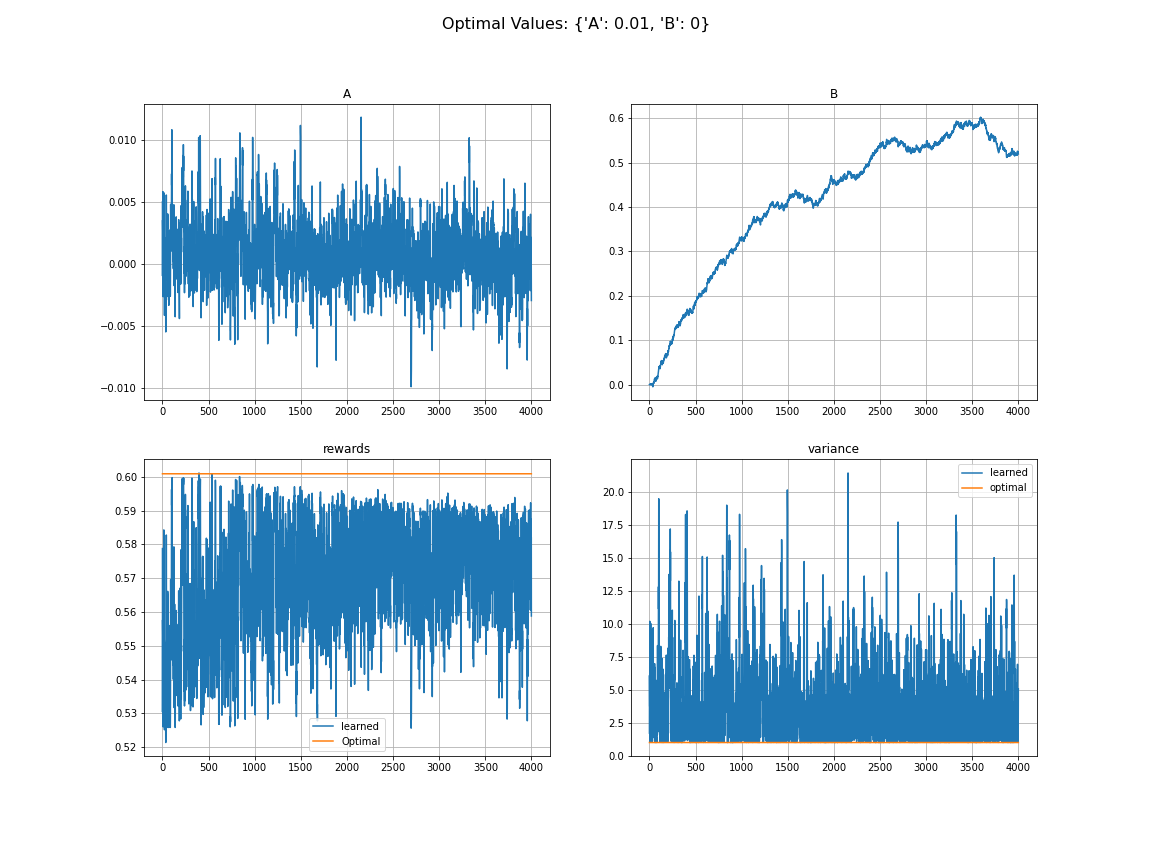 Optimal Values: {'A': 0.01, 'B': 0}
A
0.010
0.005
0.000
−0.005
−0.010
0 500 1000 1500 2000 2500 3000 3500 4000
B
0.6
0.5
0.4
0.3
0.2
0.1
0.0
0 500 1000 1500 2000 2500 3000 3500 4000
rewards
0.60
0.59
0.58
0.57
0.56
0.55
0.54
0.53
0.52
learned
Optimal
0 500 1000 1500 2000 2500 3000 3500 4000
variance
learned
optimal
20.0
17.5
15.0
12.5
10.0
7.5
5.0
2.5
0.0
0 500 1000 1500 2000 2500 3000 3500 4000